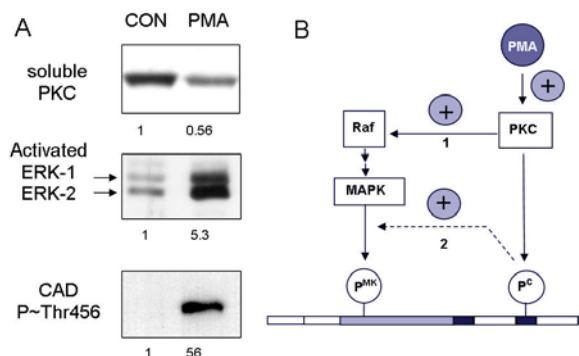 A
CON PMA
soluble
PKC
1 0.56
Activated
ERK-1
ERK-2
1 5.3
CAD
P~Thr456
1 56
B
PMA
+
PKC
+
1
Raf
MAPK
+
2
P^MK
P^C